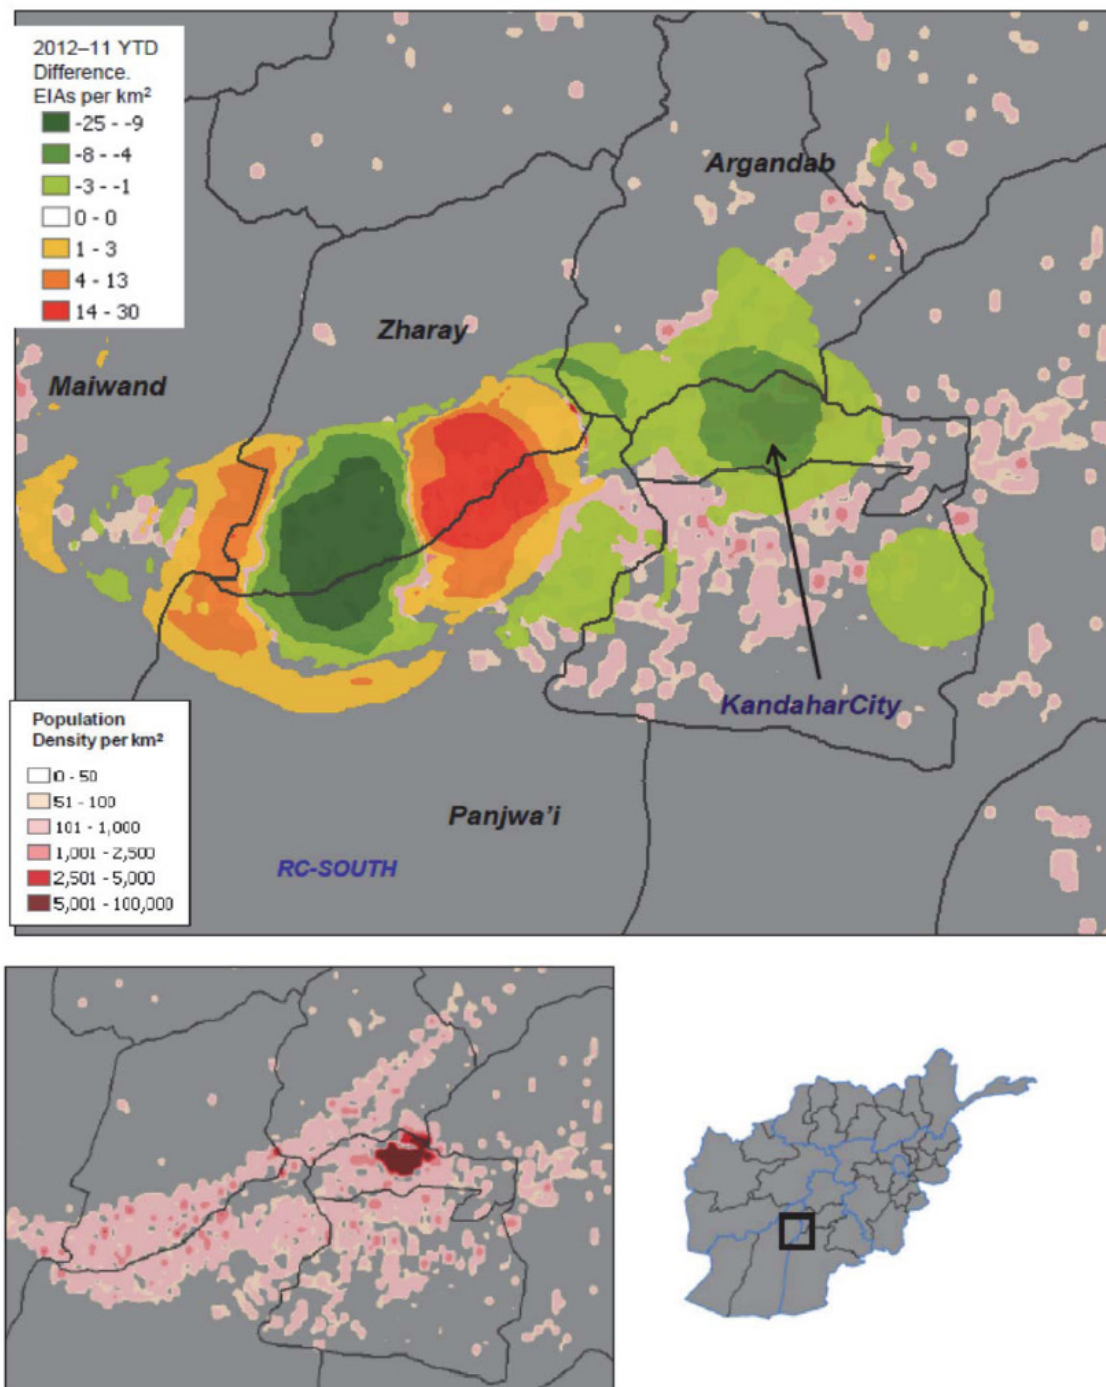 2012–11 YTD
Difference.
EIAs per km²
-25 - -9
-8 - -4
-3 - -1
0 - 0
1 - 3
4 - 13
14 - 30
Argandab
Zharay
Maiwand
KandaharCity
Population
Density per km²
0 - 50
51 - 100
101 - 1,000
1,001 - 2,500
2,501 - 5,000
5,001 - 100,000
Panjwa'i
RC-SOUTH